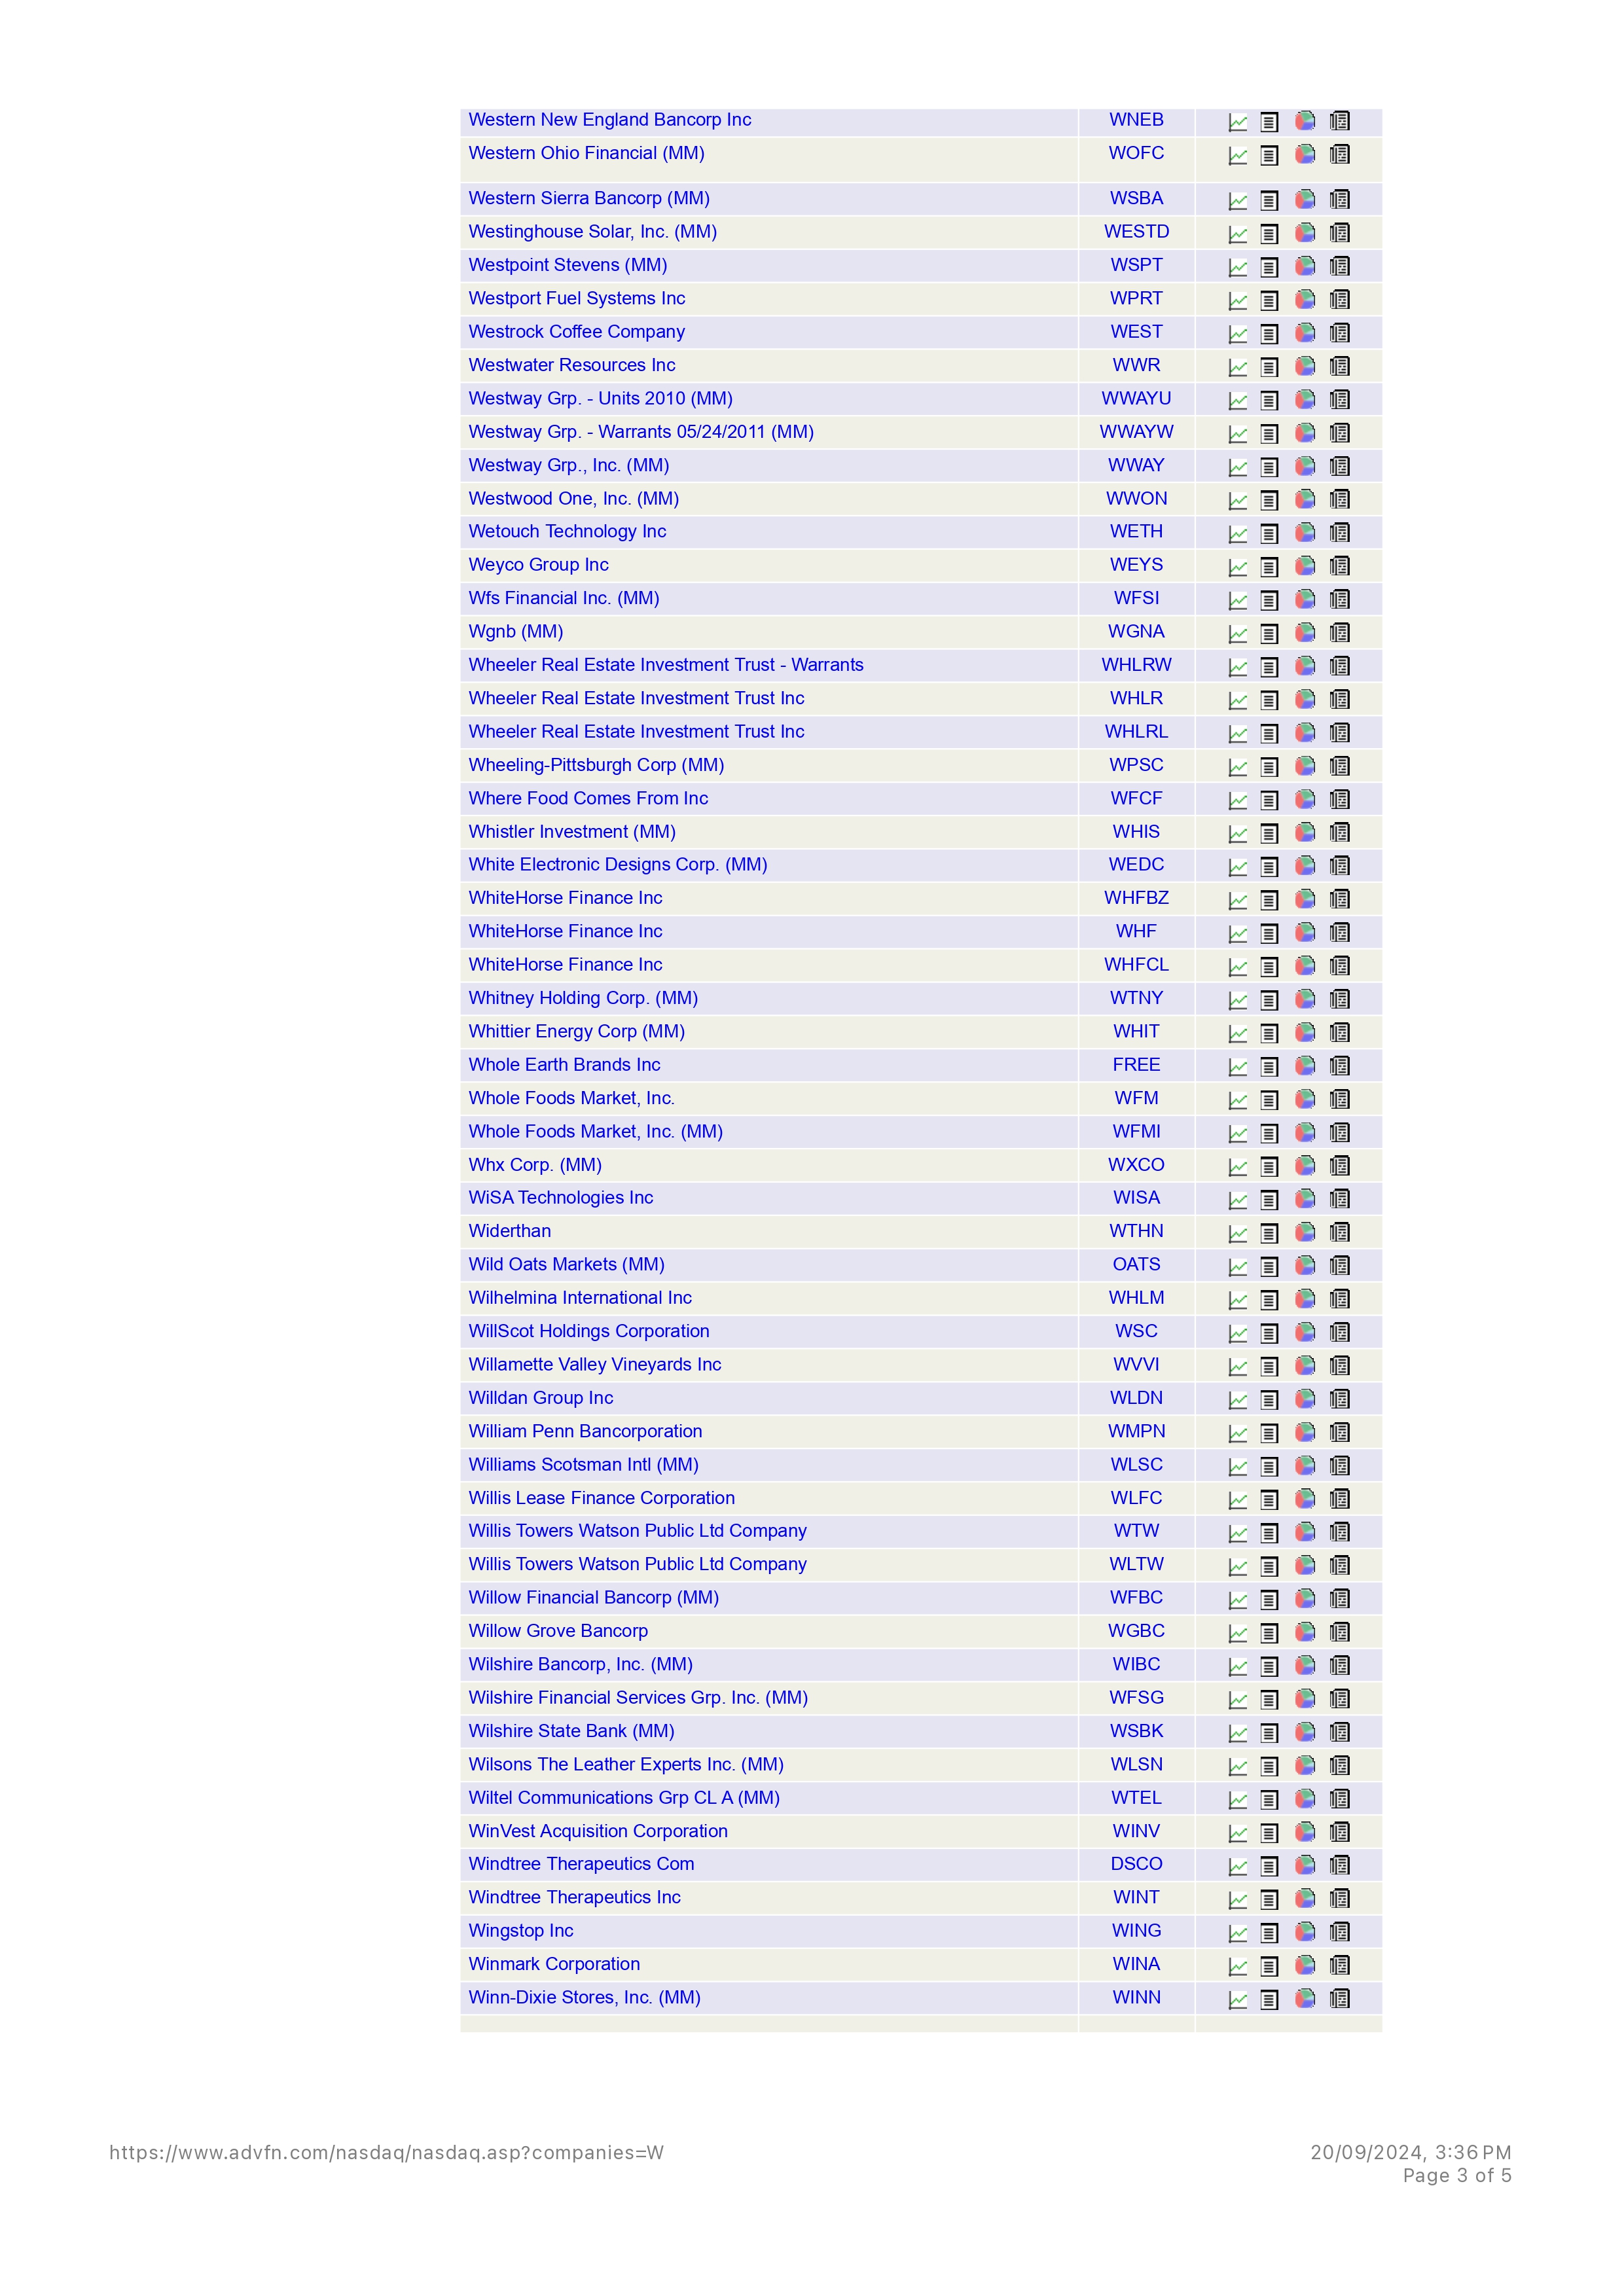 Western New England Bancorp Inc WNEB
Western Ohio Financial (MM) WOFC
Western Sierra Bancorp (MM) WSBA
Westinghouse Solar, Inc. (MM) WESTD
Westpoint Stevens (MM) WSPT
Westport Fuel Systems Inc WPRT
Westrock Coffee Company WEST
Westwater Resources Inc WWR
Westway Grp. - Units 2010 (MM) WWAYU
Westway Grp. - Warrants 05/24/2011 (MM) WWAYW
Westway Grp., Inc. (MM) WWAY
Westwood One, Inc. (MM) WWON
Wetouch Technology Inc WETH
Weyco Group Inc WEYS
Wfs Financial Inc. (MM) WFSI
Wgnb (MM) WGNA
Wheeler Real Estate Investment Trust - Warrants WHLRW
Wheeler Real Estate Investment Trust Inc WHLR
Wheeler Real Estate Investment Trust Inc WHLRL
Wheeling-Pittsburgh Corp (MM) WPSC
Where Food Comes From Inc WFCF
Whistler Investment (MM) WHIS
White Electronic Designs Corp. (MM) WEDC
WhiteHorse Finance Inc WHFBZ
WhiteHorse Finance Inc WHF
WhiteHorse Finance Inc WHFCL
Whitney Holding Corp. (MM) WTNY
Whittier Energy Corp (MM) WHIT
Whole Earth Brands Inc FREE
Whole Foods Market, Inc. WFM
Whole Foods Market, Inc. (MM) WFMI
Whx Corp. (MM) WXCO
WiSA Technologies Inc WISA
Widerthan WTHN
Wild Oats Markets (MM) OATS
Wilhelmina International Inc WHLM
WillScot Holdings Corporation WSC
Willamette Valley Vineyards Inc WVVI
Willdan Group Inc WLDN
William Penn Bancorporation WMPN
Williams Scotsman Intl (MM) WLSC
Willis Lease Finance Corporation WLFC
Willis Towers Watson Public Ltd Company WTW
Willis Towers Watson Public Ltd Company WLTW
Willow Financial Bancorp (MM) WFBC
Willow Grove Bancorp WGBC
Wilshire Bancorp, Inc. (MM) WIBC
Wilshire Financial Services Grp. Inc. (MM) WFSG
Wilshire State Bank (MM) WSBK
Wilsons The Leather Experts Inc. (MM) WLSN
Wiltel Communications Grp CL A (MM) WTEL
WinVest Acquisition Corporation WINV
Windtree Therapeutics Com DSCO
Windtree Therapeutics Inc WINT
Wingstop Inc WING
Winmark Corporation WINA
Winn-Dixie Stores, Inc. (MM) WINN
https://www.advfn.com/nasdaq/nasdaq.asp?companies=W 20/09/2024, 3:36 PM
Page 3 of 5